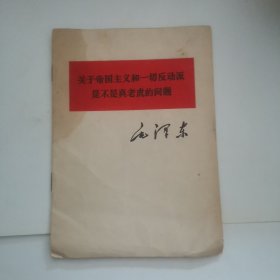 关于帝国主义和一切反动派
是不是真老虎的问题
毛泽东